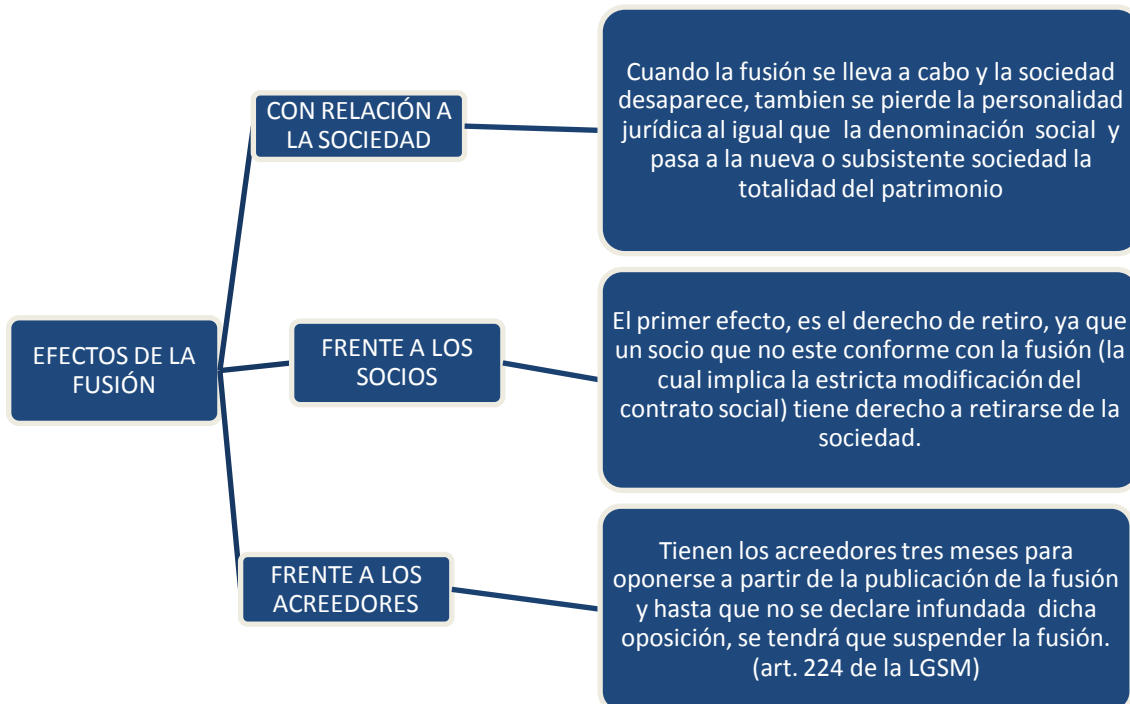 EFECTOS DE LA
FUSIÓN
CON RELACIÓN A
LA SOCIEDAD
Cuando la fusión se lleva a cabo y la sociedad
desaparece, tambien se pierde la personalidad
jurídica al igual que la denominación social y
pasa a la nueva o subsistente sociedad la
totalidad del patrimonio
FRENTE A LOS
SOCIOS
El primer efecto, es el derecho de retiro, ya que
un socio que no este conforme con la fusión (la
cual implica la estricta modificación del
contrato social) tiene derecho a retirarse de la
sociedad.
FRENTE A LOS
ACREEDORES
Tienen los acreedores tres meses para
oponerse a partir de la publicación de la fusión
y hasta que no se declare infundada dicha
oposición, se tendrá que suspender la fusión.
(art. 224 de la LGSM)